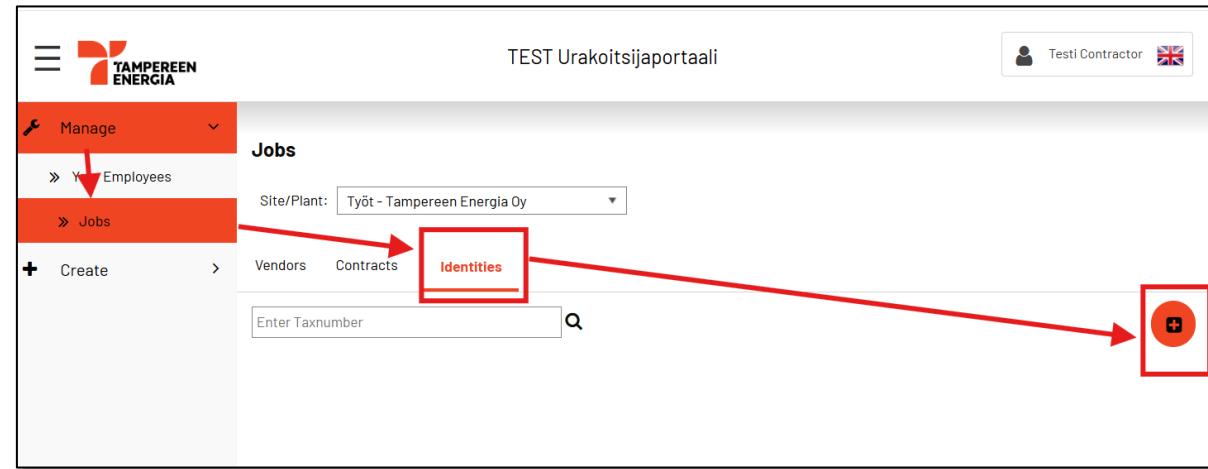 TAMPEREEN
ENERGIA
TEST Urakoitsijaportaali
Testi Contractor
Manage
Employees
Jobs
Create
Jobs
Site/Plant: Työt - Tampereen Energia Oy
Vendors Contracts Identities
Enter Taxnumber